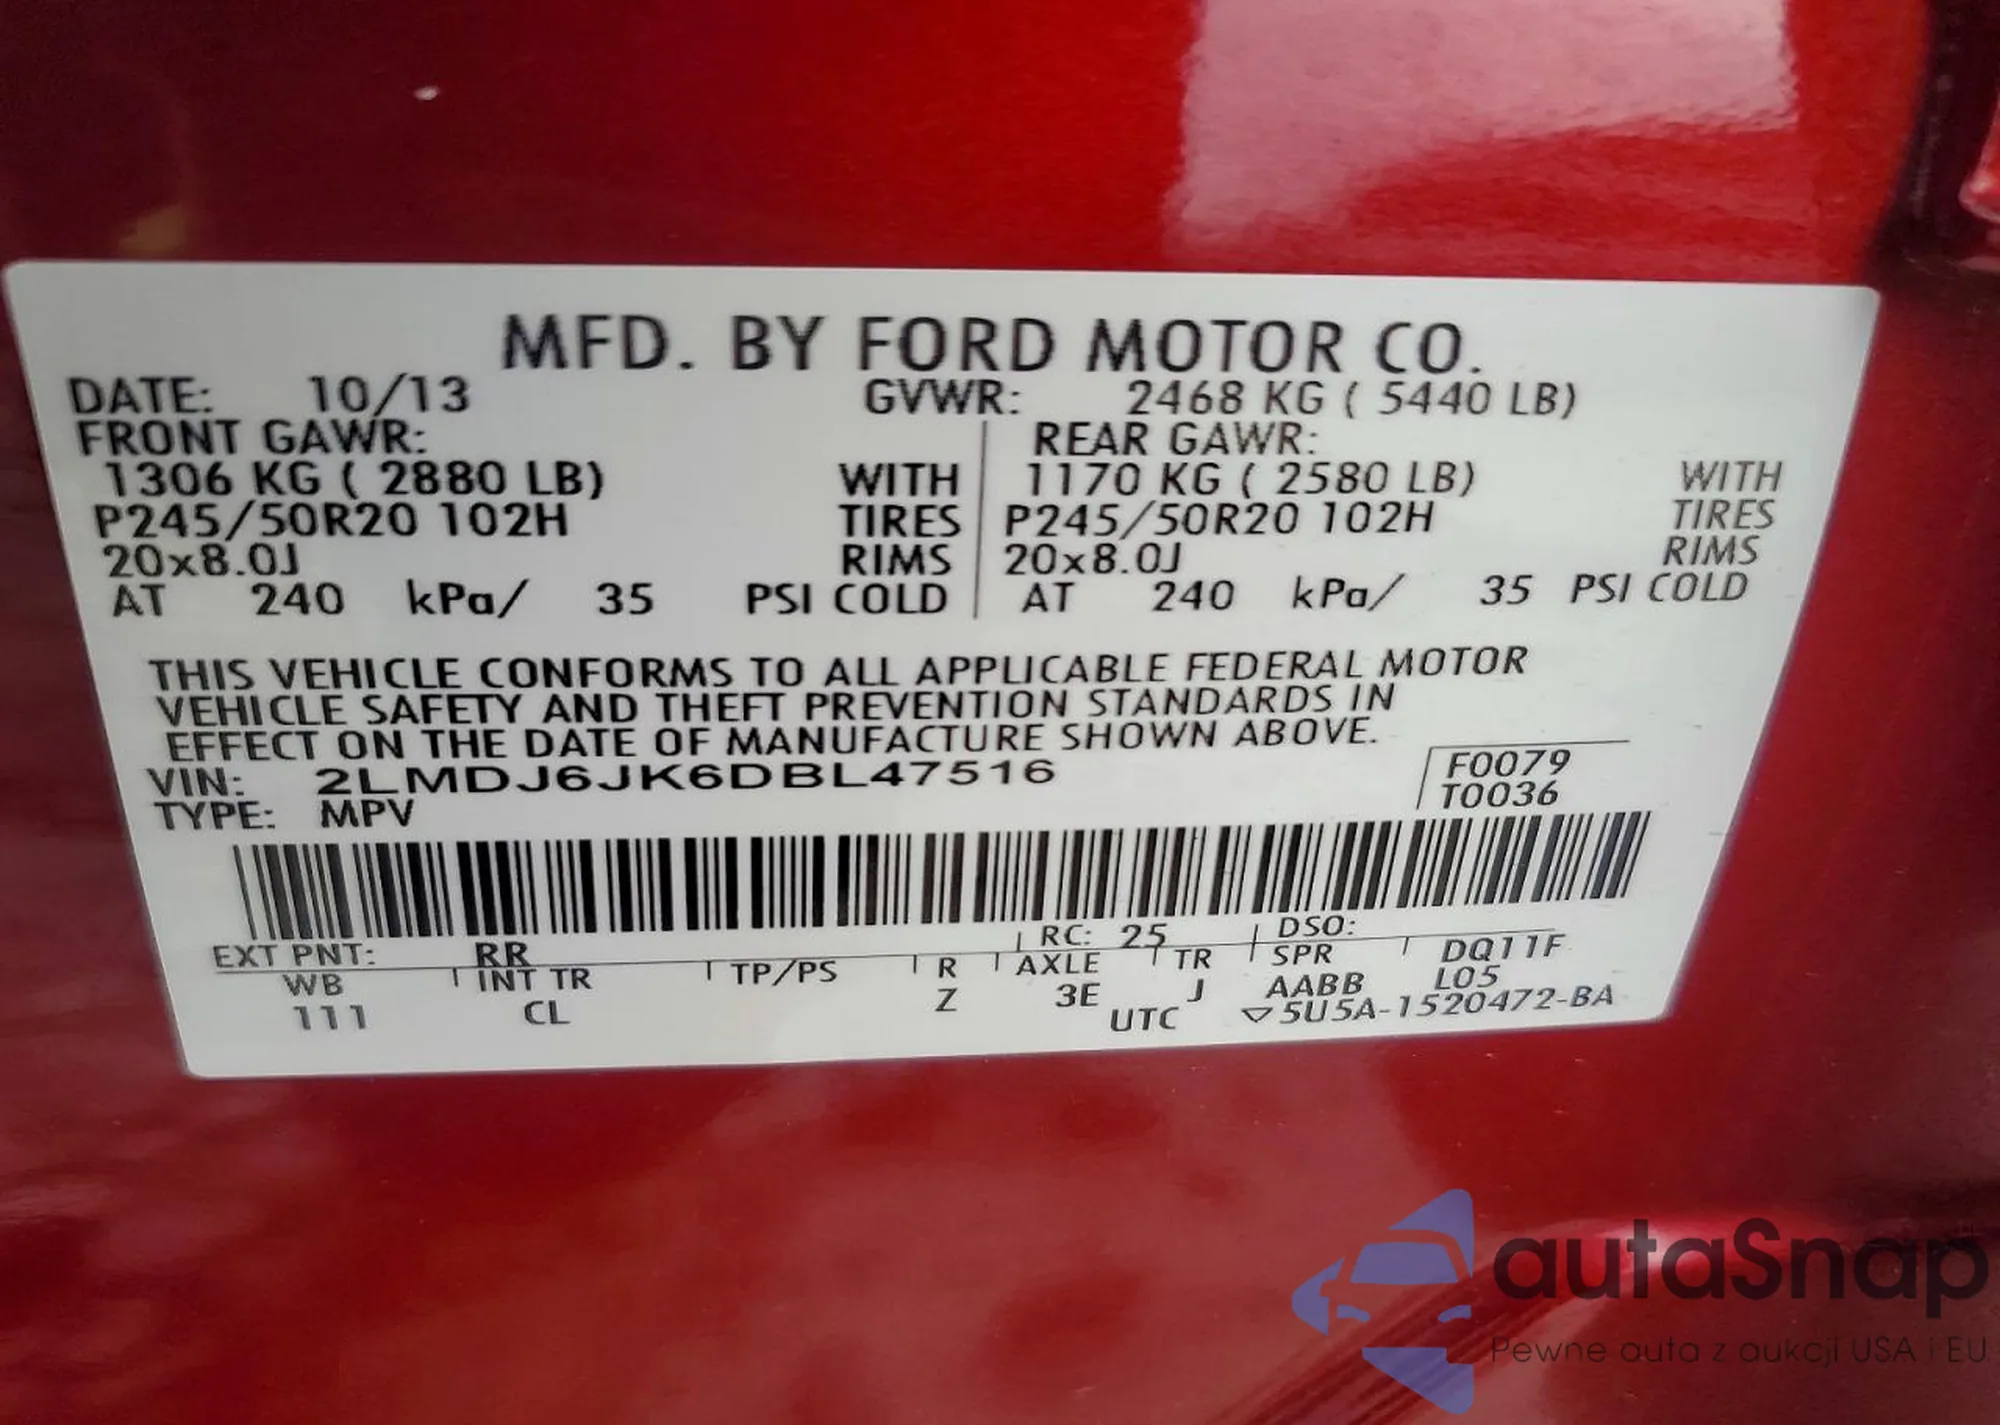 MFD. BY FORD MOTOR CO.
DATE: 10/13 GVWR: 2468 KG ( 5440 LB)
FRONT GAWR: REAR GAWR:
1306 KG ( 2880 LB) WITH 1170 KG ( 2580 LB) WITH
P245/50R20 102H TIRES P245/50R20 102H TIRES
20x8.0J RIMS 20x8.0J RIMS
AT 240 kPa/ 35 PSI COLD AT 240 kPa/ 35 PSI COLD
THIS VEHICLE CONFORMS TO ALL APPLICABLE FEDERAL MOTOR
VEHICLE SAFETY AND THEFT PREVENTION STANDARDS IN
EFFECT ON THE DATE OF MANUFACTURE SHOWN ABOVE.
VIN: 2LMDJ6JK6DBL47516 F0079
TYPE: MPV T0036
EXT PNT: RR RC: 25 DSO:
WB INT TR TP/PS R AXLE TR SPR DQ11F
111 CL Z 3E J AABB L05
UTC ▽5U5A-1520472-BA
autaSnap
Pewne auta z aukcji USA i EU